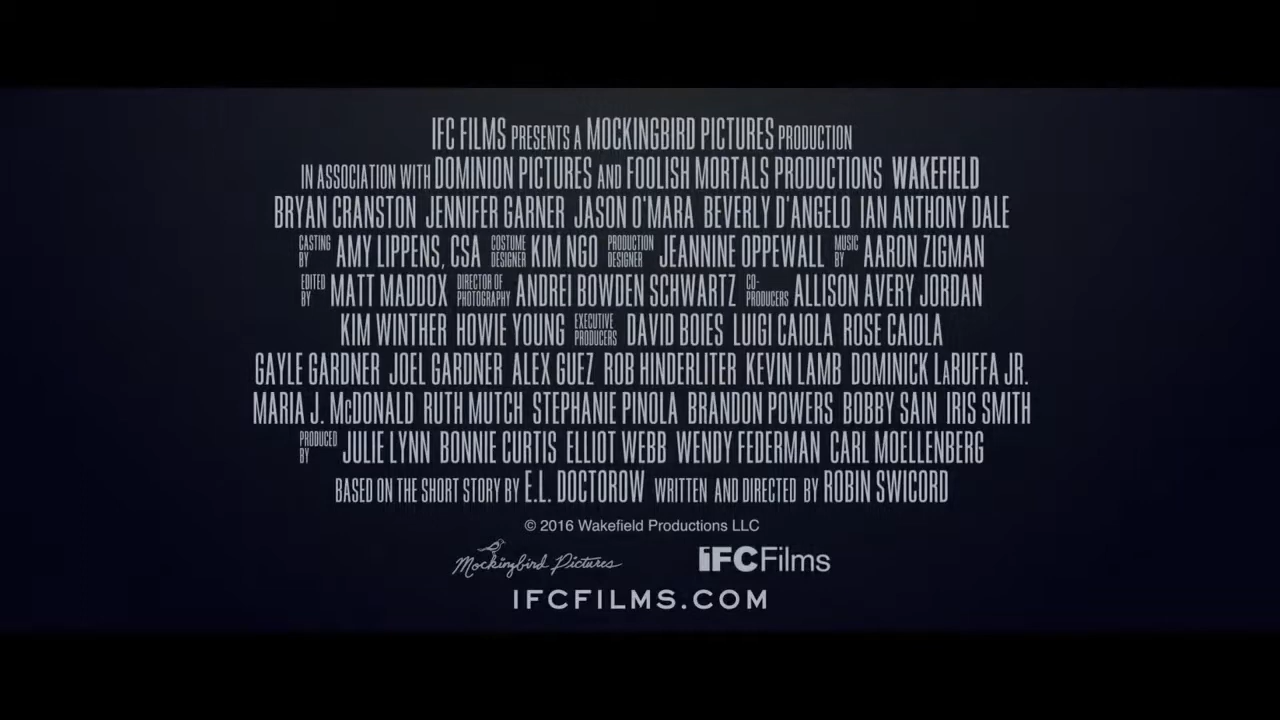 IFC FILMS PRESENTS A MOCKINGBIRD PICTURES PRODUCTION
IN ASSOCIATION WITH DOMINION PICTURES AND FOOLISH MORTALS PRODUCTIONS WAKEFIELD
BRYAN CRANSTON JENNIFER GARNER JASON O'MARA BEVERLY D'ANGELO IAN ANTHONY DALE
CASTING BY AMY LIPPENS, CSA COSTUME DESIGNER KIM NGO PRODUCTION DESIGNER JEANNINE OPPEWALL MUSIC BY AARON ZIGMAN
EDITED BY MATT MADDOX DIRECTOR OF PHOTOGRAPHY ANDREI BOWDEN SCHWARTZ CO-PRODUCERS ALLISON AVERY JORDAN
KIM WINTHER HOWIE YOUNG EXECUTIVE PRODUCERS DAVID BOIES LUIGI CAIOLA ROSE CAIOLA
GAYLE GARDNER JOEL GARDNER ALEX GUEZ ROB HINDERLITER KEVIN LAMB DOMINICK LaRUFFA JR.
MARIA J. McDONALD RUTH MUTCH STEPHANIE PINOLA BRANDON POWERS BOBBY SAIN IRIS SMITH
PRODUCED BY JULIE LYNN BONNIE CURTIS ELLIOT WEBB WENDY FEDERMAN CARL MOELLENBERG
BASED ON THE SHORT STORY BY E.L. DOCTOROW WRITTEN AND DIRECTED BY ROBIN SWICORD
© 2016 Wakefield Productions LLC
Mockingbird Pictures IFC Films
IFCFILMS.COM